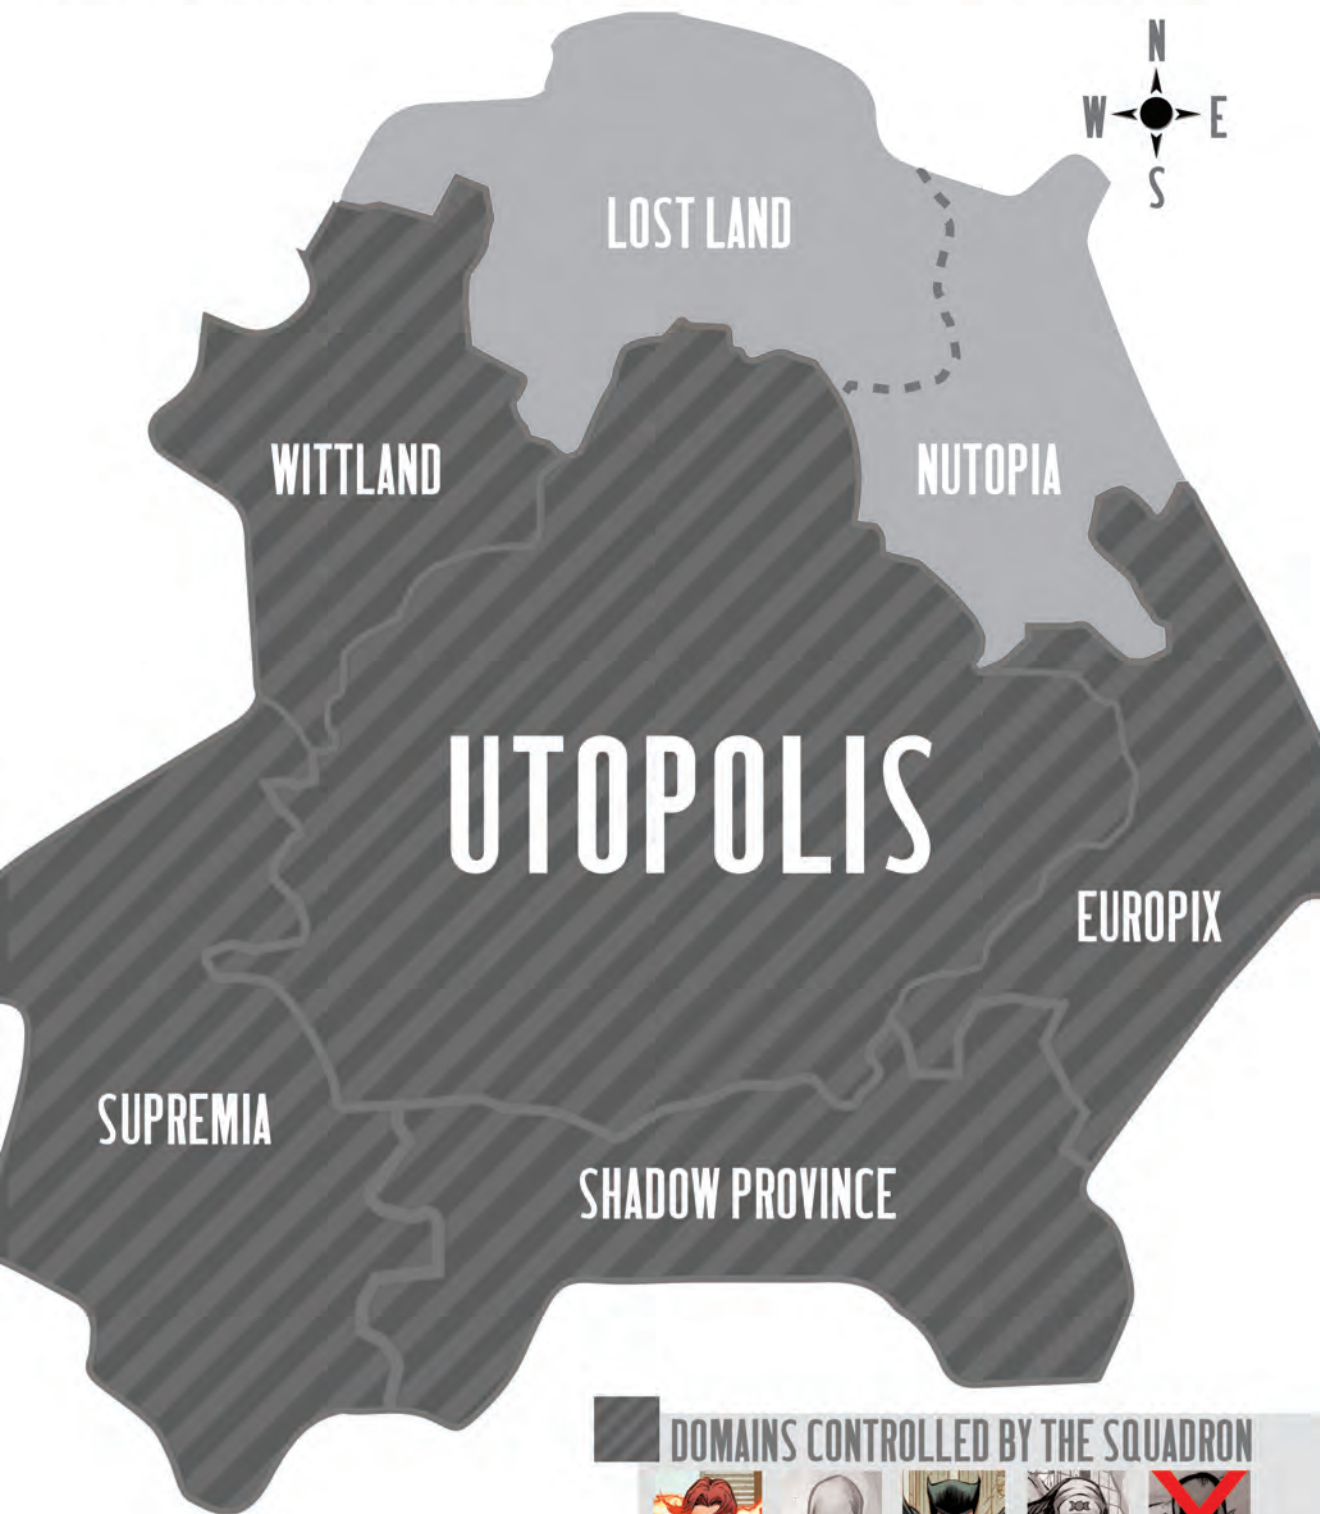 N
W E
S
LOST LAND
WITTLAND
NUTOPIA
UTOPOLIS
EUROPIX
SUPREMIA
SHADOW PROVINCE
DOMAINS CONTROLLED BY THE SQUADRON